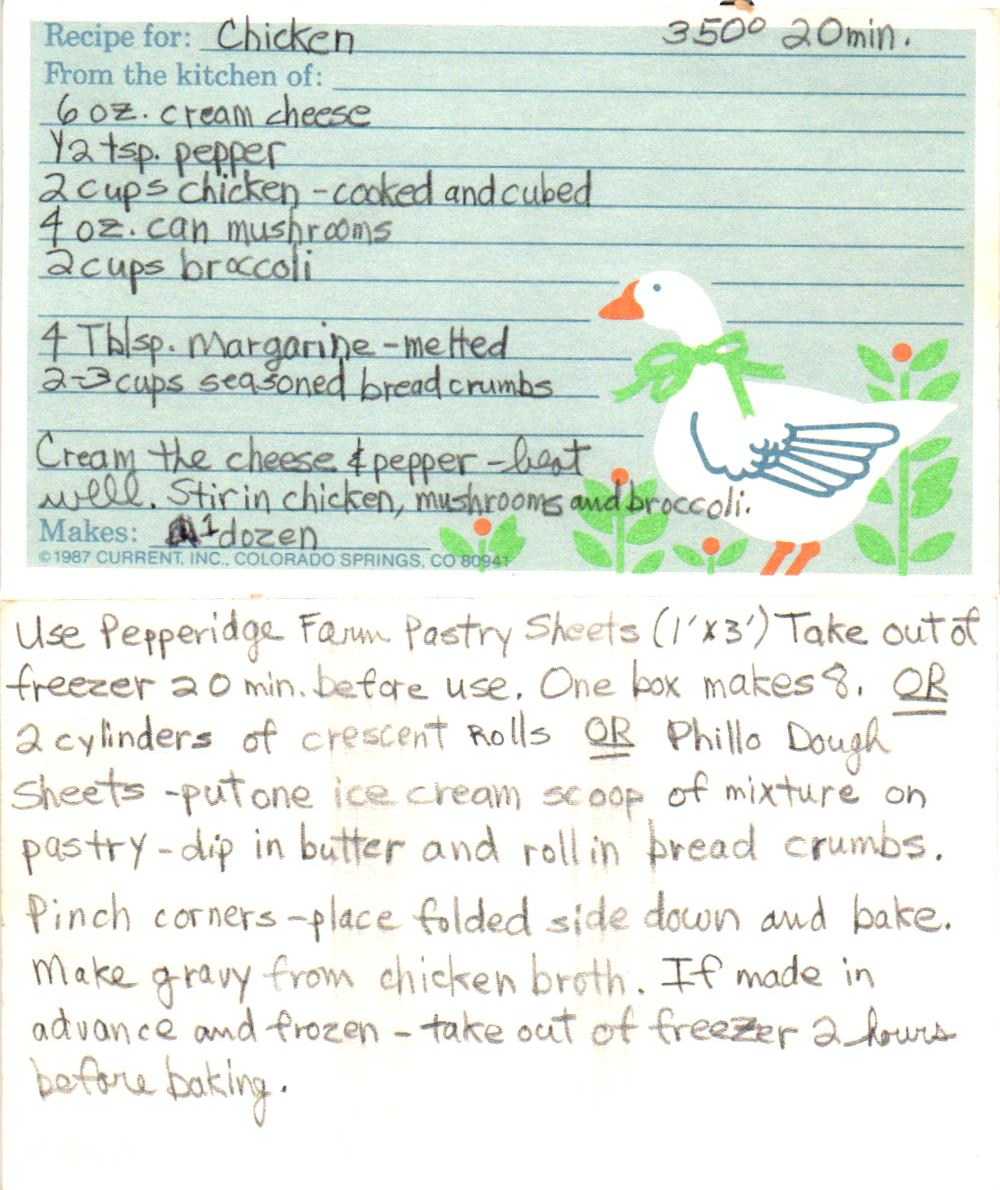 Recipe for: Chicken 350° 20 min.
From the kitchen of:
6 oz. cream cheese
1/2 tsp. pepper
2 cups chicken - cooked and cubed
4 oz. can mushrooms
2 cups broccoli
4 Tblsp. Margarine - melted
2-3 cups seasoned bread crumbs
Cream the cheese & pepper - beat
well. Stir in chicken, mushrooms and broccoli.
Makes: 1 dozen
©1987 CURRENT, INC., COLORADO SPRINGS, CO 80941
Use Pepperidge Farm Pastry Sheets (1'x3') Take out of
freezer 20 min. before use. One box makes 8. OR
2 cylinders of crescent Rolls OR Phillo Dough
Sheets - put one ice cream scoop of mixture on
pastry - dip in butter and roll in bread crumbs.
Pinch corners - place folded side down and bake.
Make gravy from chicken broth. If made in
advance and frozen - take out of freezer 2 hours
before baking.